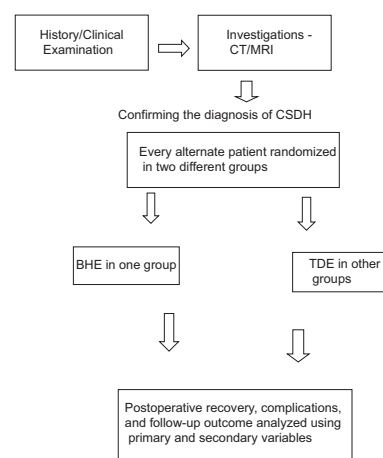 History/Clinical
Examination
Investigations -
CT/MRI
Confirming the diagnosis of CSDH
Every alternate patient randomized
in two different groups
BHE in one group
TDE in other
groups
Postoperative recovery, complications,
and follow-up outcome analyzed using
primary and secondary variables